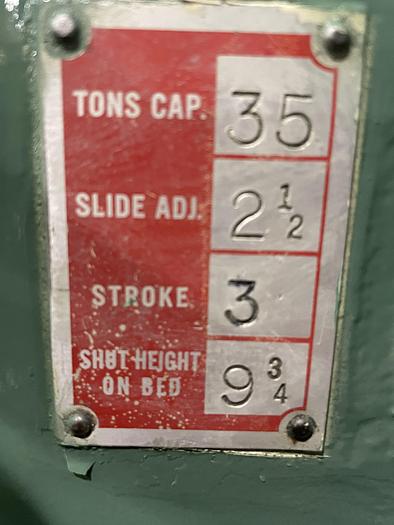 TONS CAP. 35
SLIDE ADJ. 2 1/2
STROKE 3
SHUT HEIGHT
ON BED 9 3/4